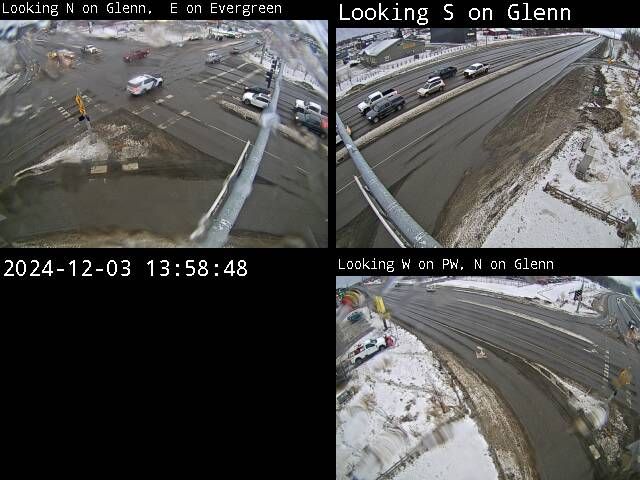 Looking N on Glenn,  E on Evergreen
Looking S on Glenn
2024-12-03 13:58:48
Looking W on PW, N on Glenn